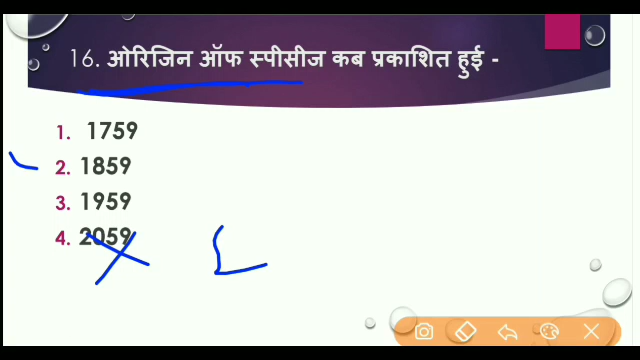 16. ओरिजिन ऑफ स्पीसीज कब प्रकाशित हुई -
1. 1759
2. 1859
3. 1959
4. 2059